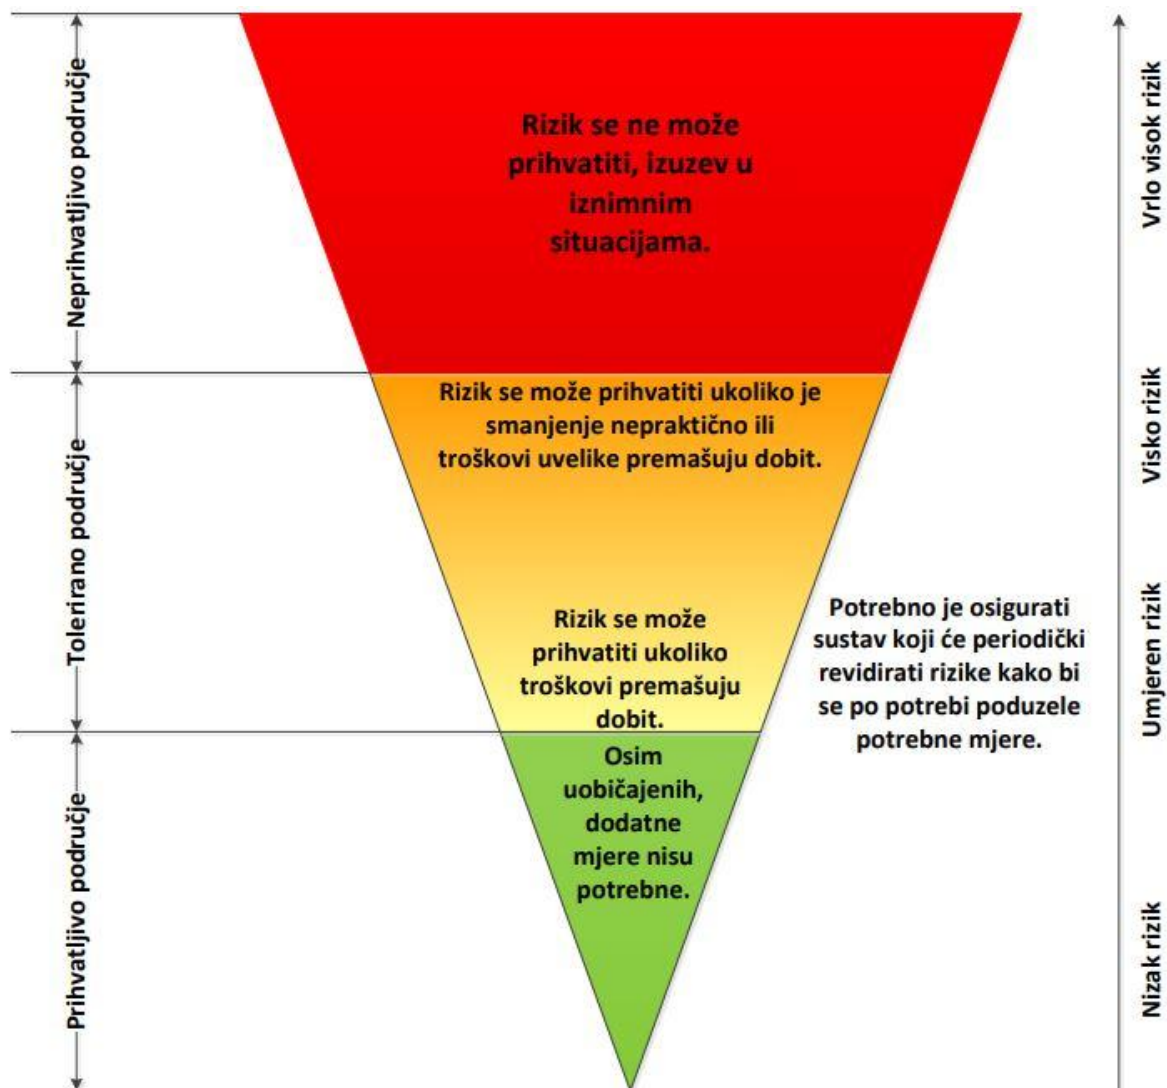 Neprihvatljivo područje
Rizik se ne može
prihvatiti, izuzev u
iznimnim
situacijama.
Vrlo visok rizik
Tolerirano područje
Rizik se može prihvatiti ukoliko je
smanjenje nepraktično ili
troškovi uvelike premašuju dobit.
Visko rizik
Rizik se može
prihvatiti ukoliko
troškovi premašuju
dobit.
Potrebno je osigurati
sustav koji će periodički
revidirati rizike kako bi
se po potrebi poduzele
potrebne mjere.
Umjeren rizik
Prihvatljivo područje
Osim
uobičajenih,
dodatne
mjere nisu
potrebne.
Nizak rizik